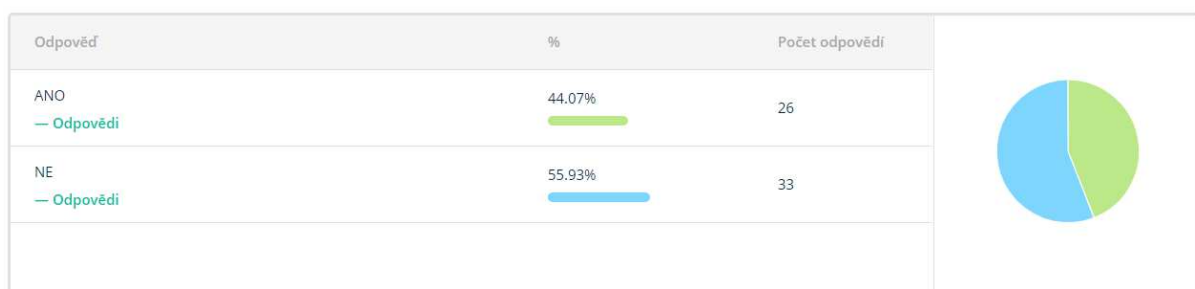 Odpověď % Počet odpovědí
ANO 44.07% 26
— Odpovědi
NE 55.93% 33
— Odpovědi